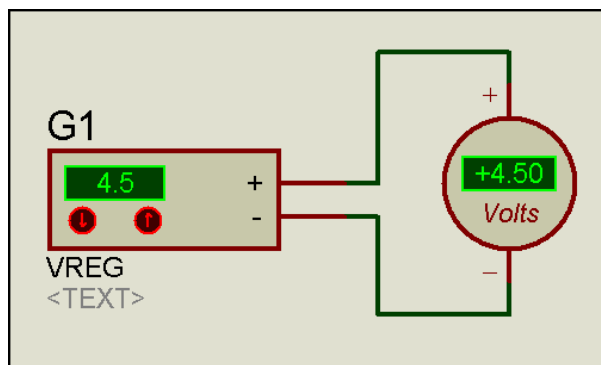 G1
4.5
+
-
VREG
<TEXT>
+
+4.50
Volts
−